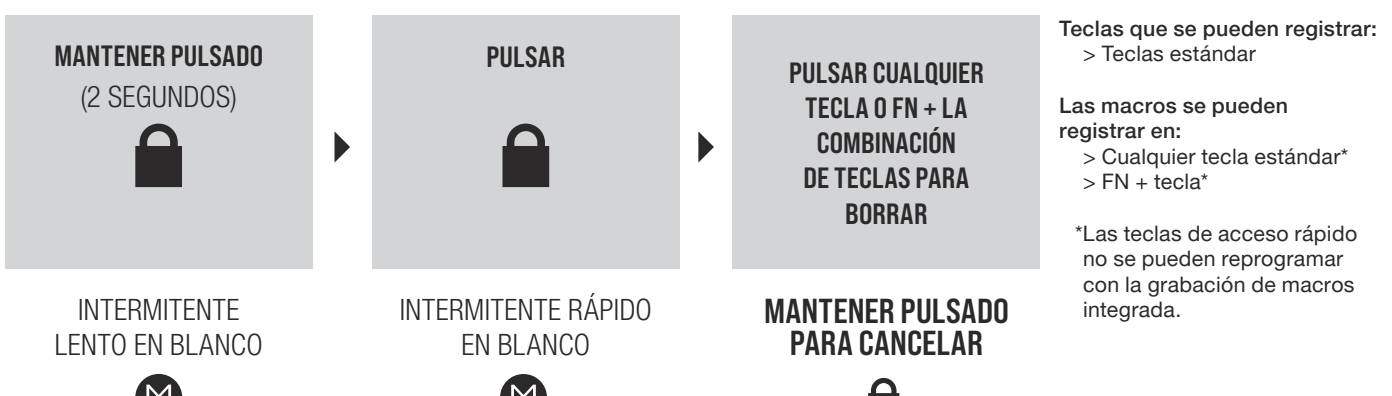 MANTENER PULSADO
(2 SEGUNDOS)
INTERMITENTE
LENTO EN BLANCO
M
PULSAR
INTERMITENTE RÁPIDO
EN BLANCO
M
PULSAR CUALQUIER
TECLA O FN + LA
COMBINACIÓN
DE TECLAS PARA
BORRAR
MANTENER PULSADO
PARA CANCELAR
Teclas que se pueden registrar:
> Teclas estándar
Las macros se pueden
registrar en:
> Cualquier tecla estándar*
> FN + tecla*
*Las teclas de acceso rápido
no se pueden reprogramar
con la grabación de macros
integrada.